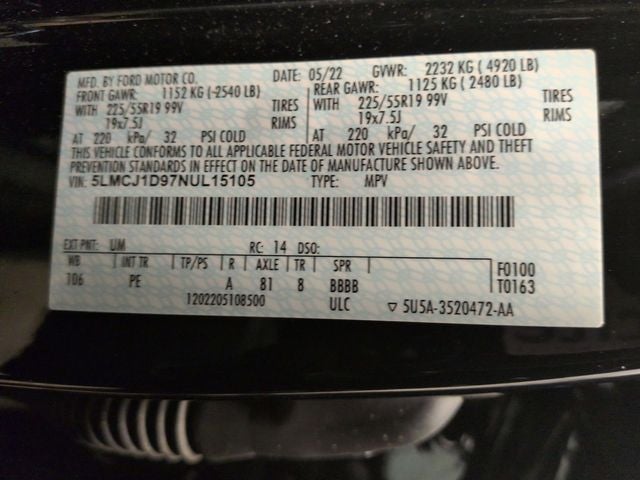 MFD. BY FORD MOTOR CO. DATE: 05/22 GVWR: 2232 KG ( 4920 LB)
FRONT GAWR: 1152 KG ( 2540 LB) REAR GAWR: 1125 KG ( 2480 LB)
WITH 225/55R19 99V TIRES WITH 225/55R19 99V TIRES
19x7.5J RIMS 19x7.5J RIMS
AT 220 kPa/ 32 PSI COLD AT 220 kPa/ 32 PSI COLD
THIS VEHICLE CONFORMS TO ALL APPLICABLE FEDERAL MOTOR VEHICLE SAFETY AND THEFT
PREVENTION STANDARDS IN EFFECT ON THE DATE OF MANUFACTURE SHOWN ABOVE.
VIN: 5LMCJ1D97NUL15105 TYPE: MPV
EXT PNT: UM RC: 14 DSO:
WB INT TR TP/PS R AXLE TR SPR F0100
106 PE A 81 8 BBBB T0163
1202205108500 ULC ▽ 5U5A-3520472-AA